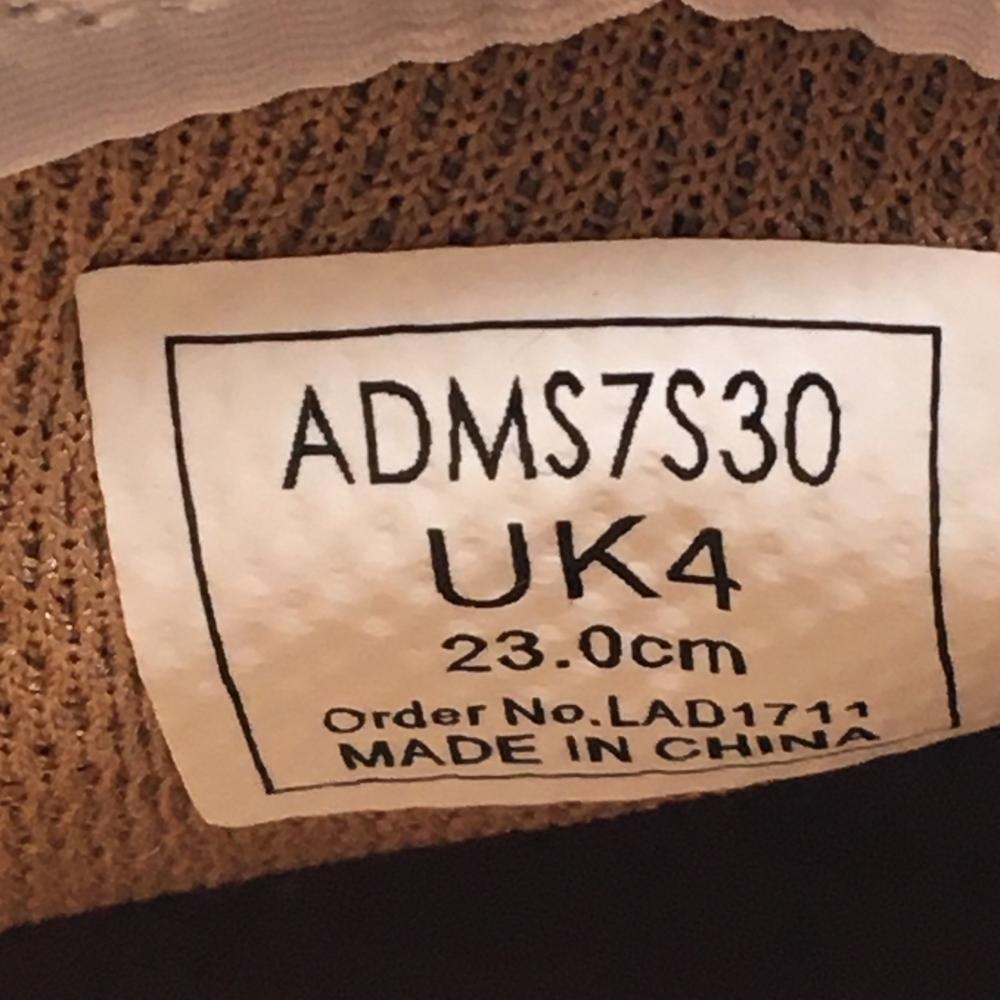 ADMS7S30
UK4
23.0cm
Order No.LAD1711
MADE IN CHINA